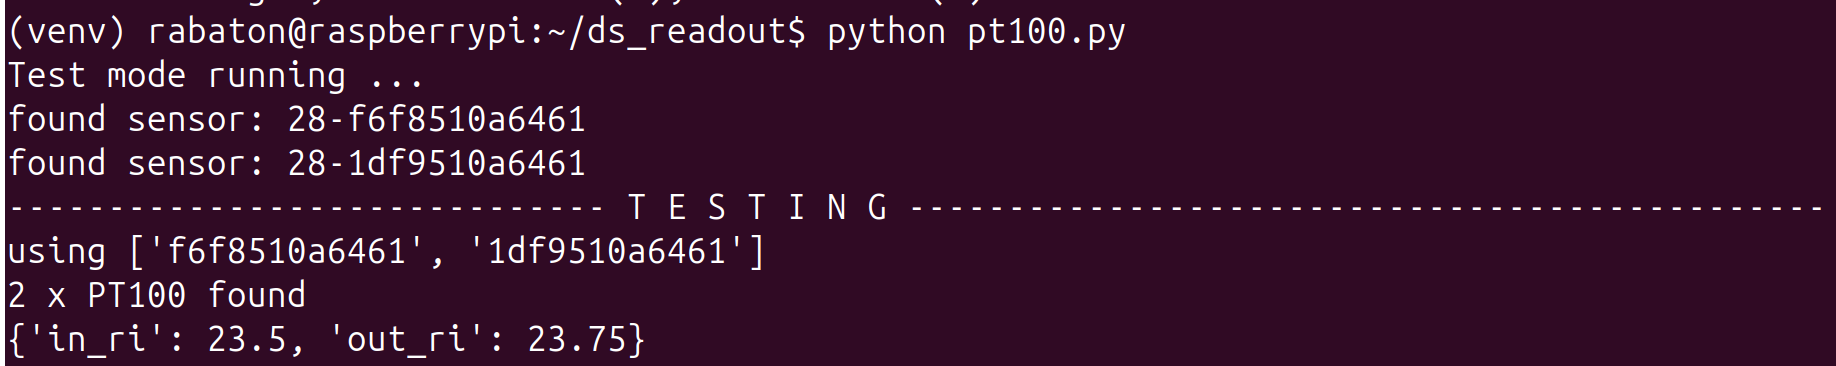 (venv) rabaton@raspberrypi:~/ds_readout$ python pt100.py
Test mode running ...
found sensor: 28-f6f8510a6461
found sensor: 28-1df9510a6461
------------------------------ T E S T I N G ----------------------------------------------
using ['f6f8510a6461', '1df9510a6461']
2 x PT100 found
{'in_ri': 23.5, 'out_ri': 23.75}